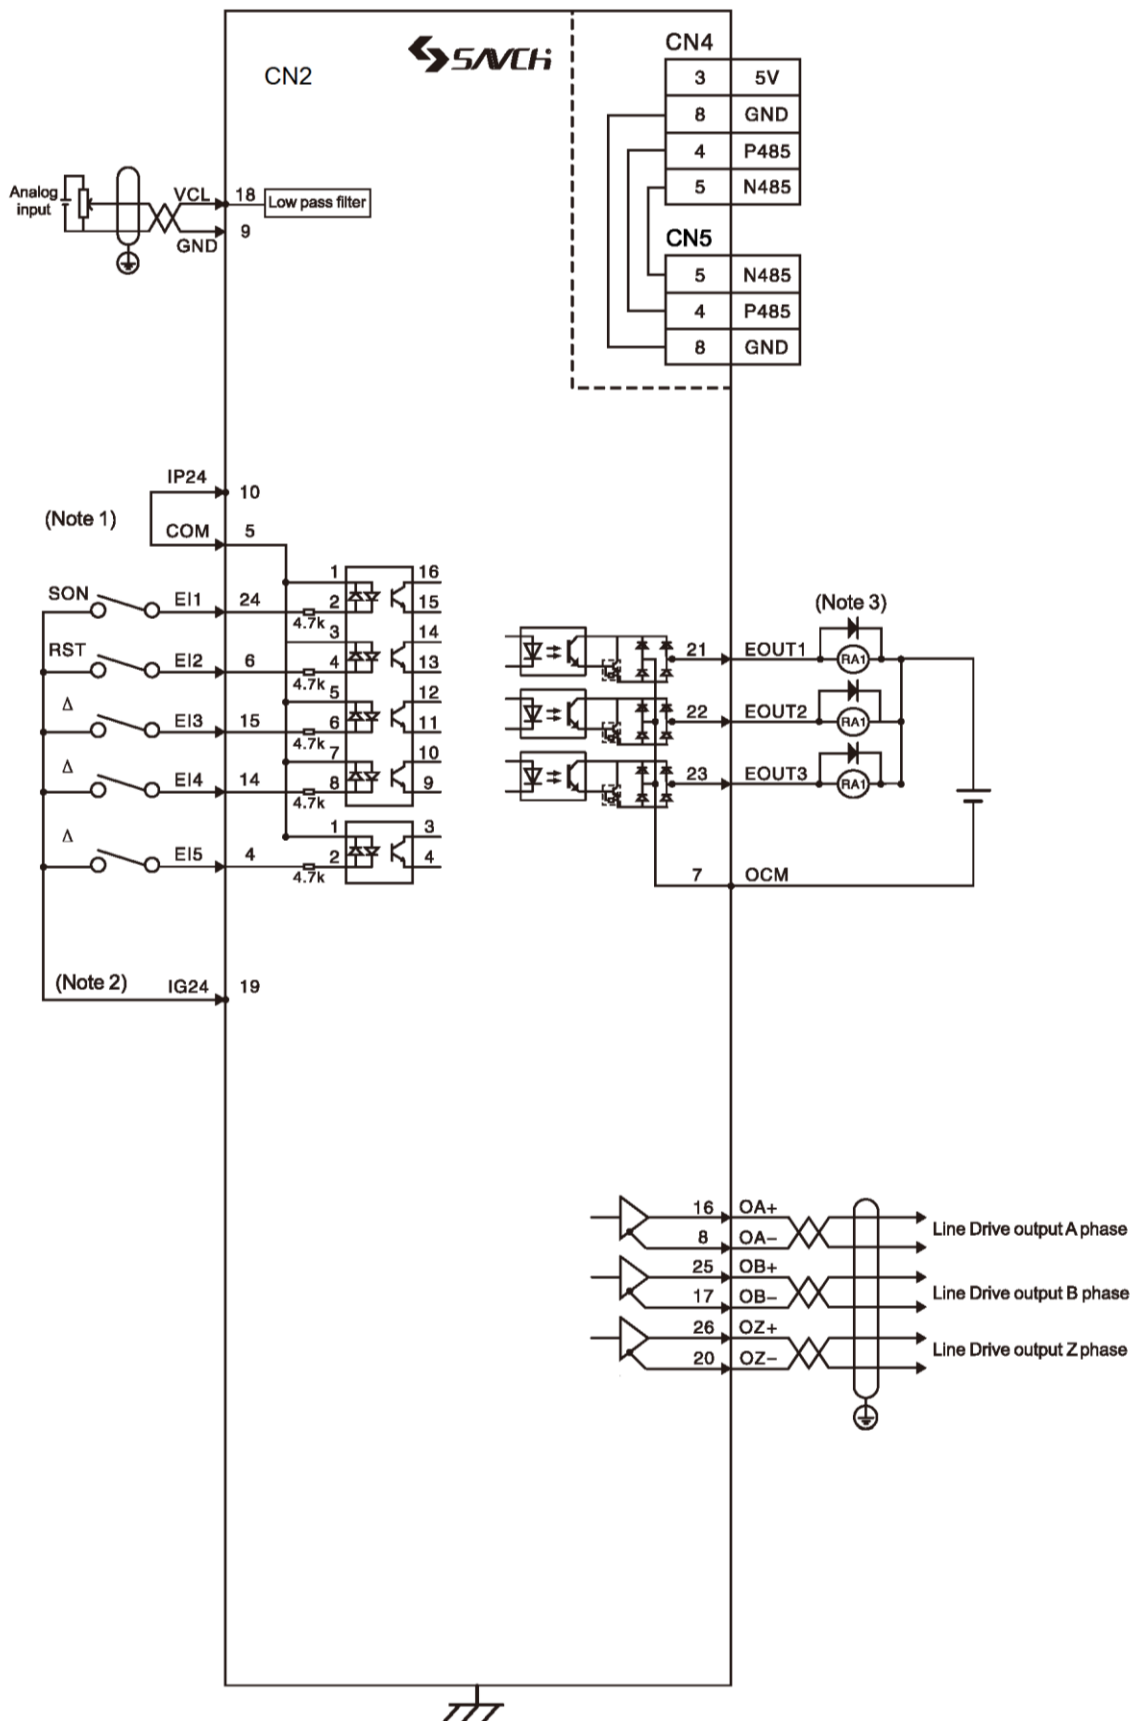 SAVCH
CN2
CN4
3 5V
8 GND
4 P485
5 N485
CN5
5 N485
4 P485
8 GND
Analog
input
VCL 18 Low pass filter
GND 9
IP24 10
(Note 1)
COM 5
SON EI1 24 4.7k
RST EI2 6 4.7k
Δ EI3 15 4.7k
Δ EI4 14 4.7k
Δ EI5 4 4.7k
1 16
2 15
3 14
4 13
5 12
6 11
7 10
8 9
1 3
2 4
(Note 2) IG24 19
(Note 3)
21 EOUT1 RA1
22 EOUT2 RA1
23 EOUT3 RA1
7 OCM
16 OA+
8 OA−
Line Drive output A phase
25 OB+
17 OB−
Line Drive output B phase
26 OZ+
20 OZ−
Line Drive output Z phase